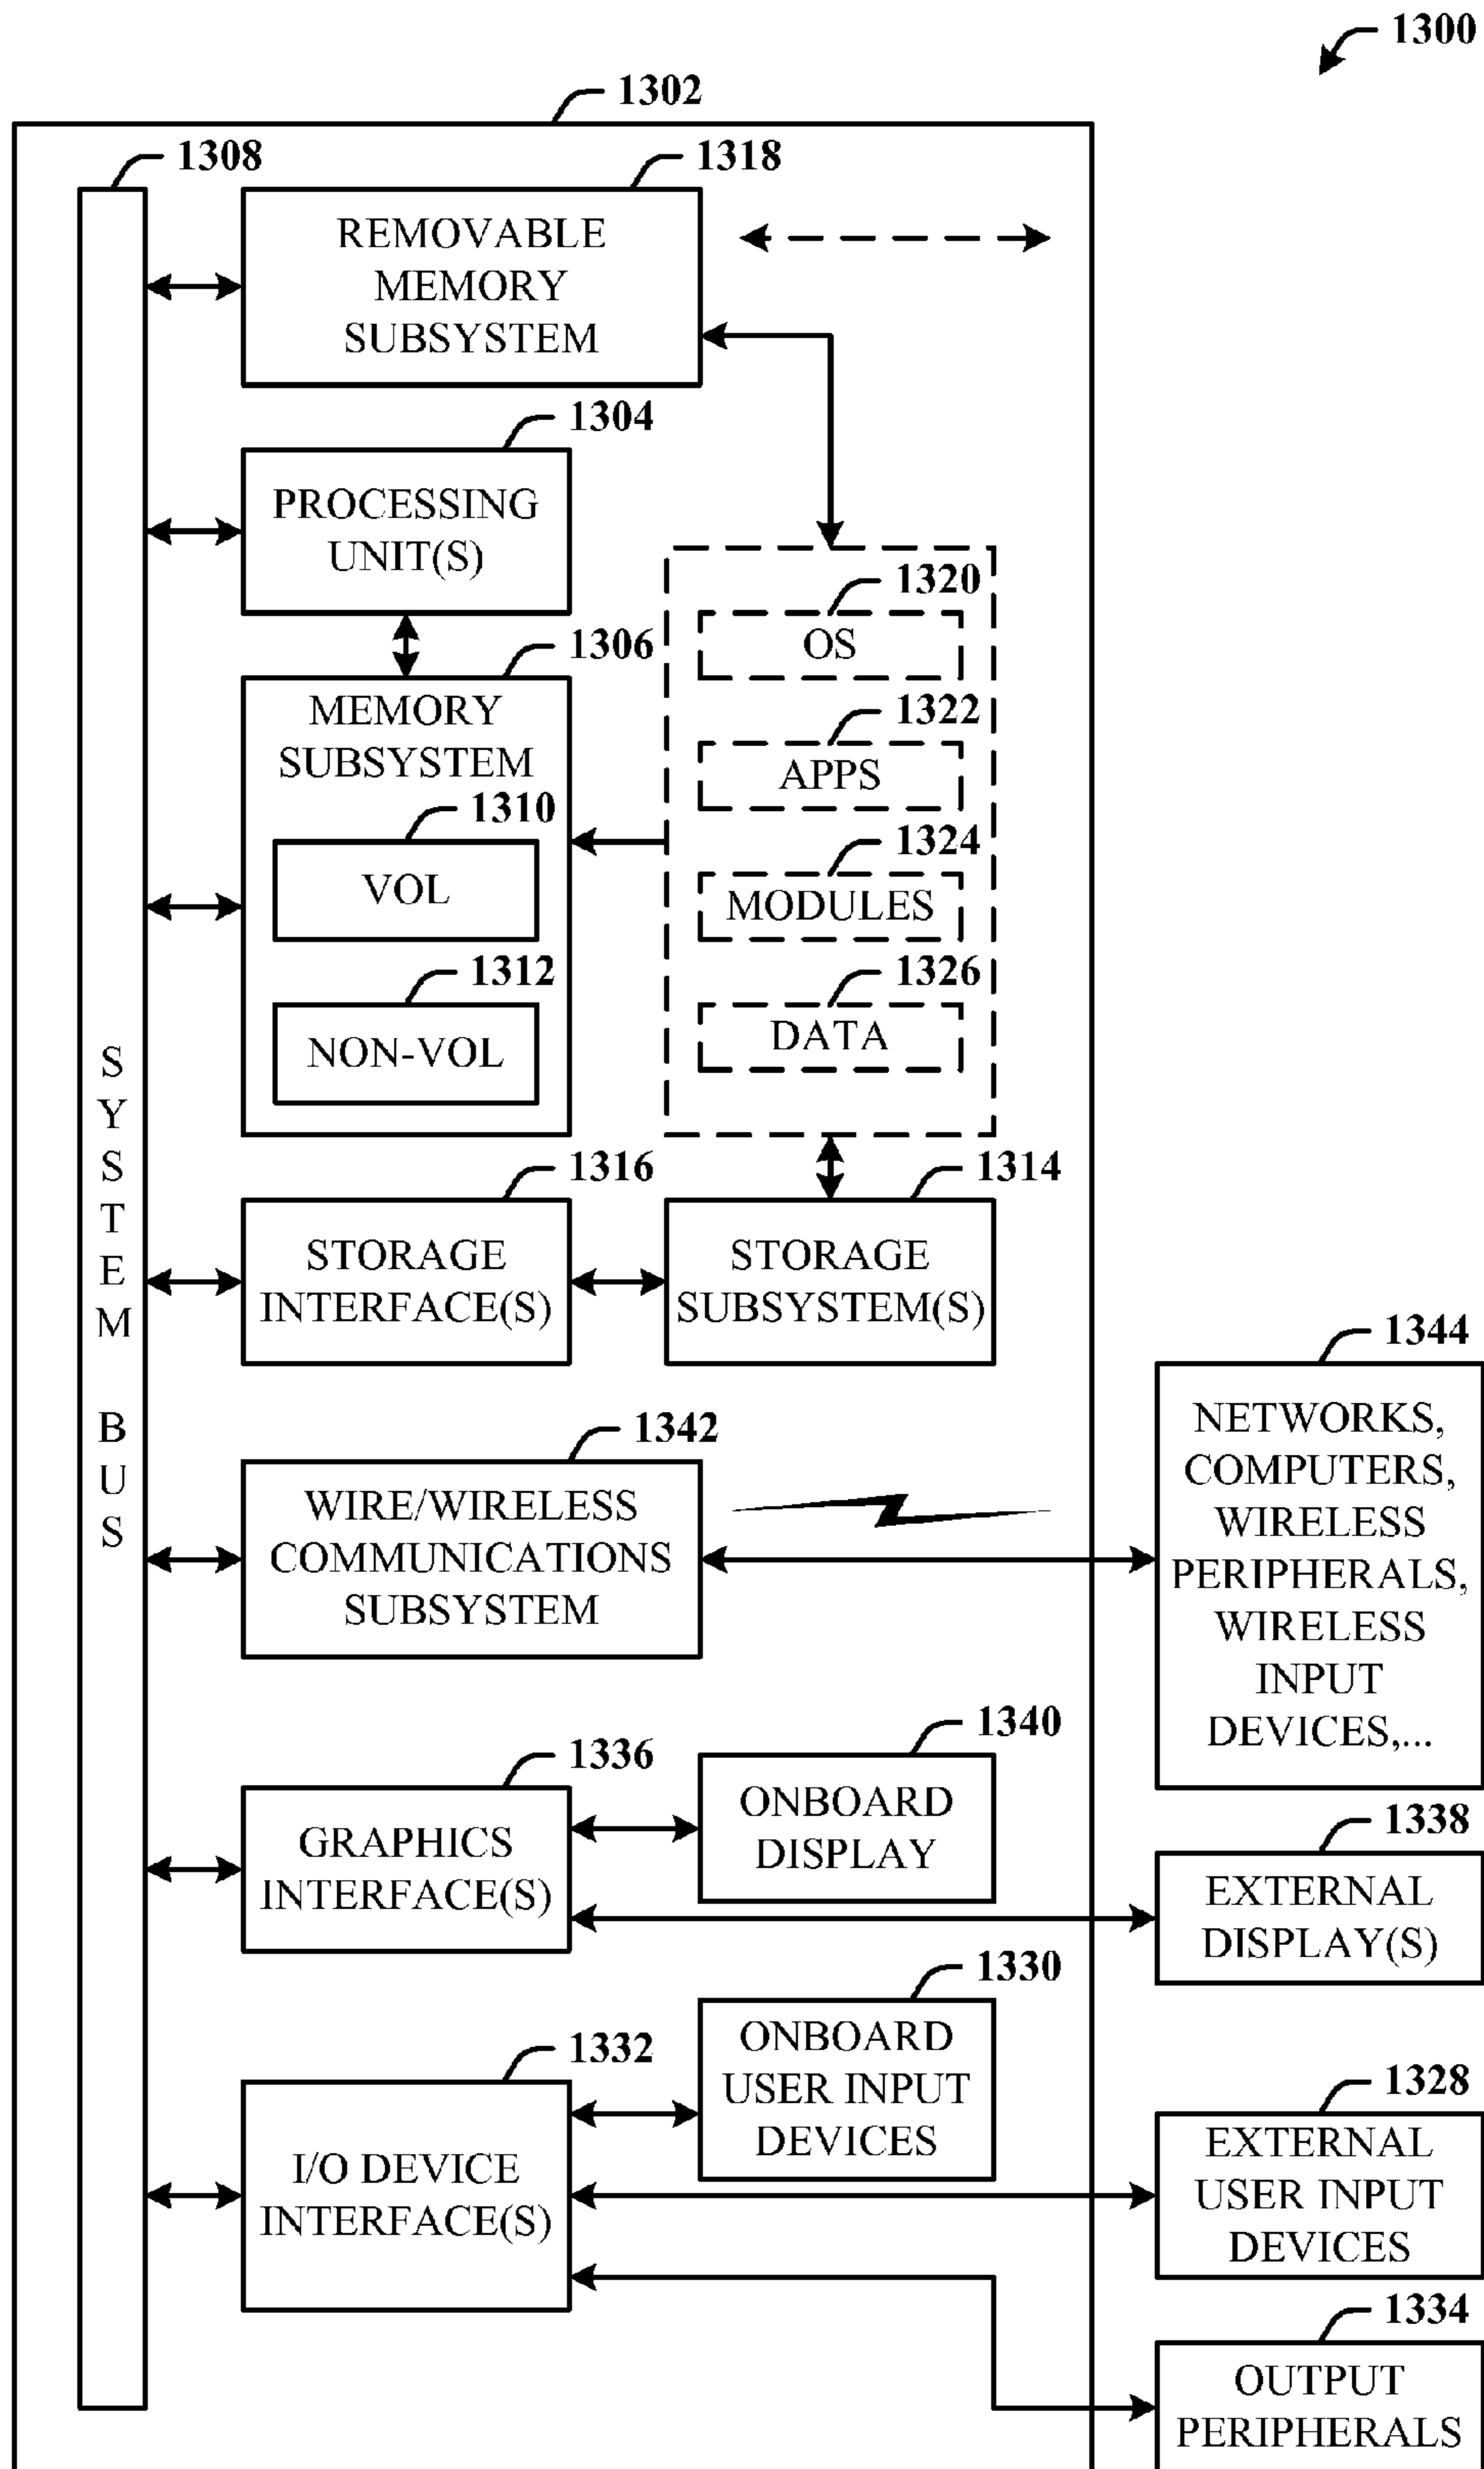 1300
1302
1308
1318
REMOVABLE
MEMORY
SUBSYSTEM
1304
PROCESSING
UNIT(S)
1306
MEMORY
SUBSYSTEM
1310
VOL
1312
NON-VOL
1320
OS
1322
APPS
1324
MODULES
1326
DATA
SYSTEM BUS
1316
STORAGE
INTERFACE(S)
1314
STORAGE
SUBSYSTEM(S)
1342
WIRE/WIRELESS
COMMUNICATIONS
SUBSYSTEM
1344
NETWORKS,
COMPUTERS,
WIRELESS
PERIPHERALS,
WIRELESS
INPUT
DEVICES,...
1336
GRAPHICS
INTERFACE(S)
1340
ONBOARD
DISPLAY
1338
EXTERNAL
DISPLAY(S)
1332
I/O DEVICE
INTERFACE(S)
1330
ONBOARD
USER INPUT
DEVICES
1328
EXTERNAL
USER INPUT
DEVICES
1334
OUTPUT
PERIPHERALS